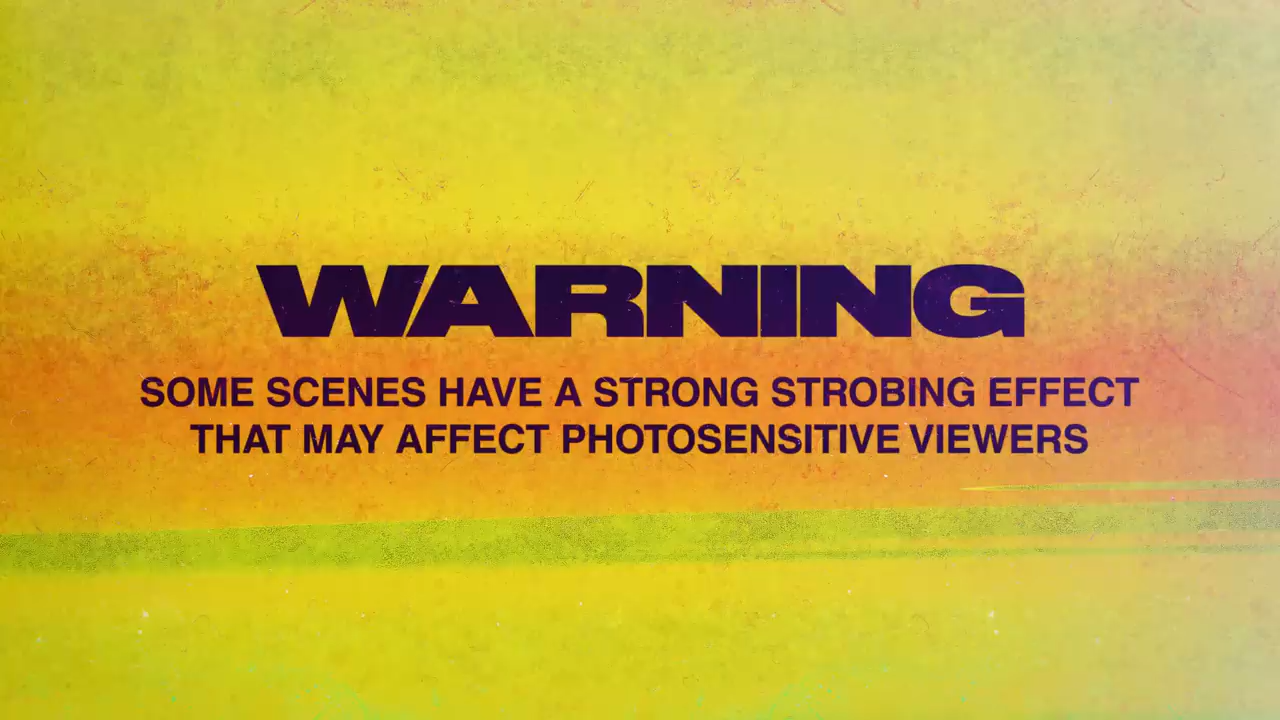 WARNING
SOME SCENES HAVE A STRONG STROBING EFFECT
THAT MAY AFFECT PHOTOSENSITIVE VIEWERS